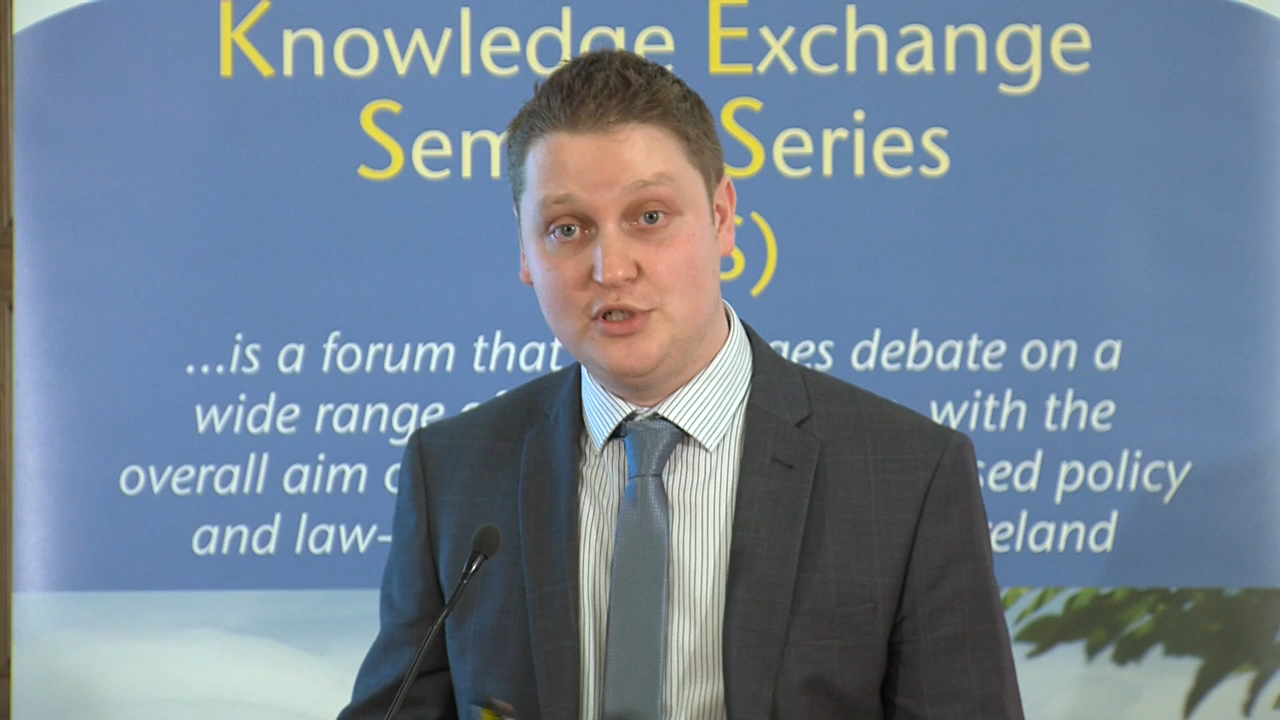 Knowledge Exchange
Sem Series
S)
...is a forum that ges debate on a
wide range with the
overall aim sed policy
and law- eland